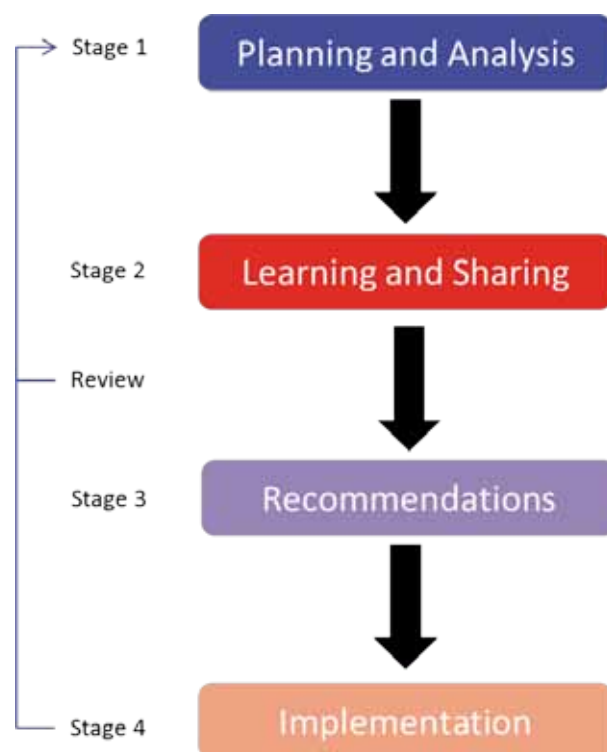 Stage 1
Planning and Analysis
Stage 2
Learning and Sharing
Review
Stage 3
Recommendations
Stage 4
Implementation